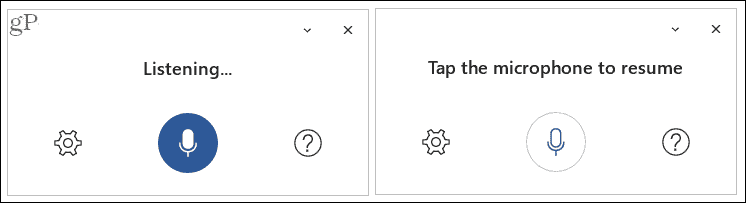 gP
Listening...
Tap the microphone to resume